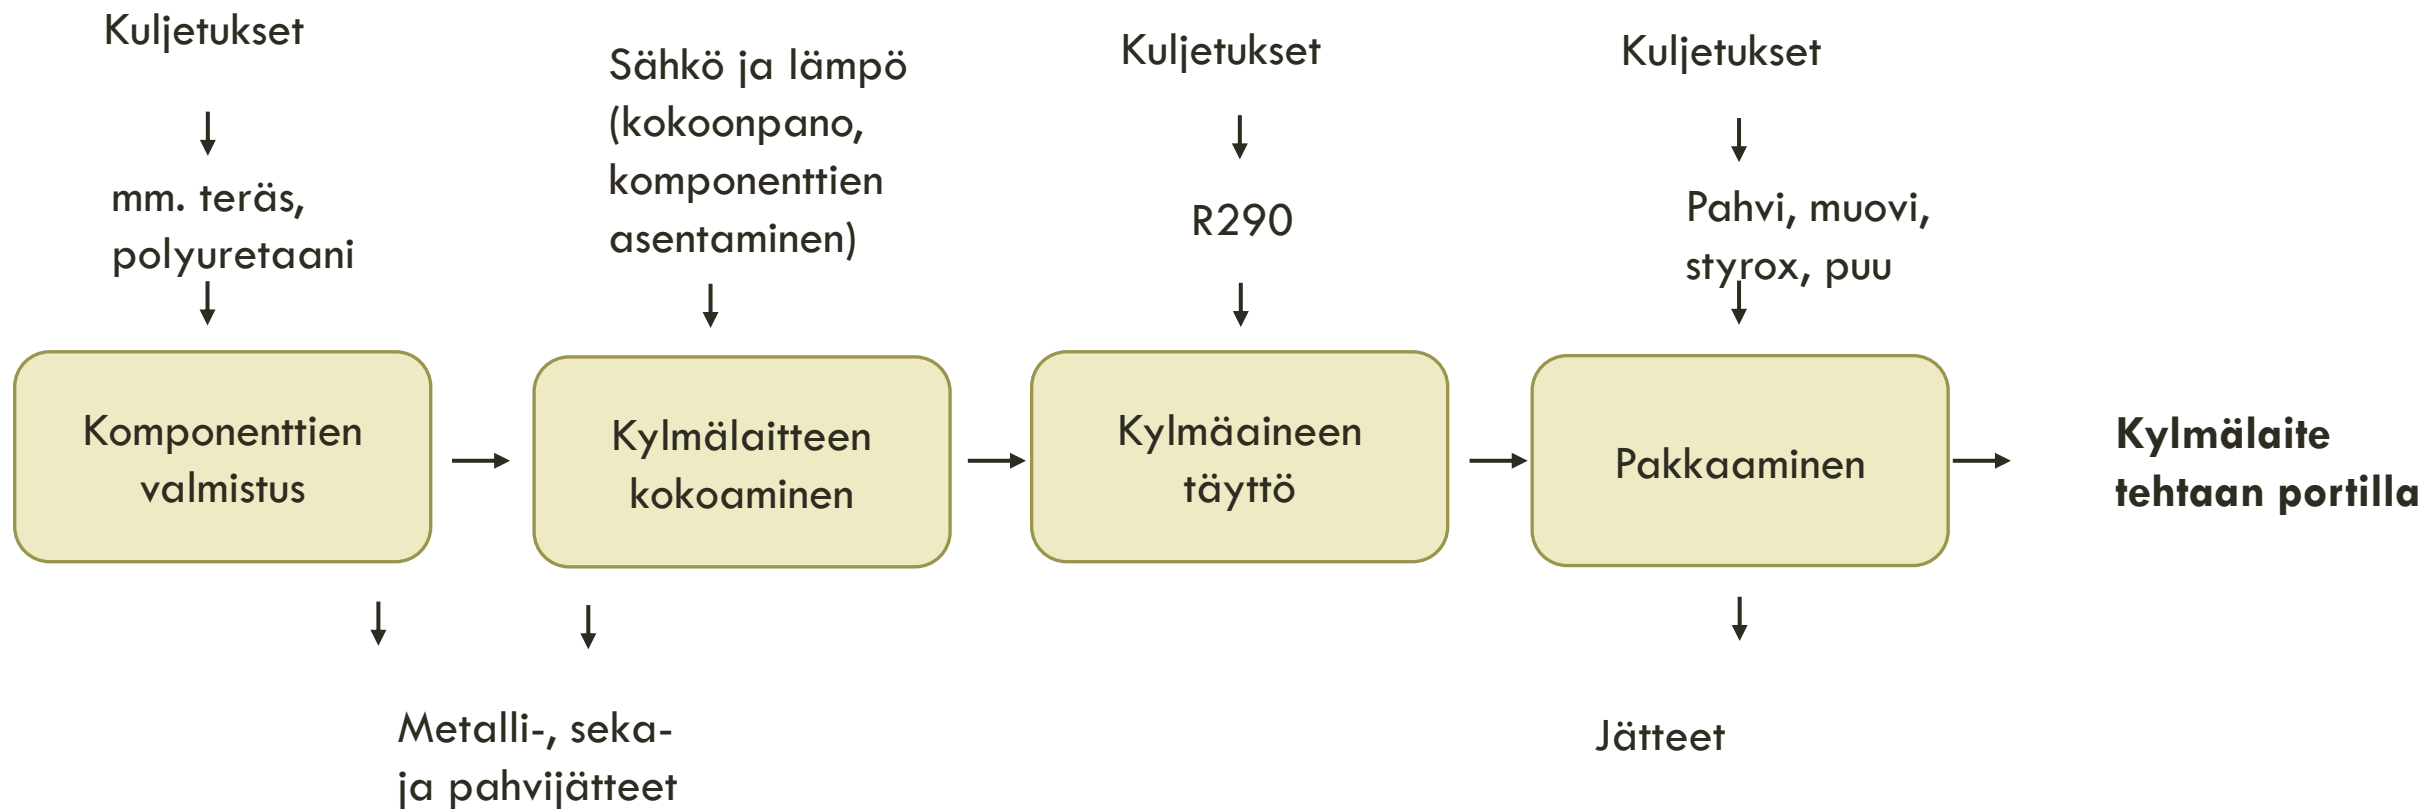 Kuljetukset
mm. teräs,
polyuretaani
Sähkö ja lämpö
(kokoonpano,
komponenttien
asentaminen)
Kuljetukset
R290
Kuljetukset
Pahvi, muovi,
styrox, puu
Komponenttien
valmistus
Kylmälaitteen
kokoaminen
Kylmäaineen
täyttö
Pakkaaminen
Kylmälaite
tehtaan portilla
Metalli-, seka-
ja pahvijätteet
Jätteet